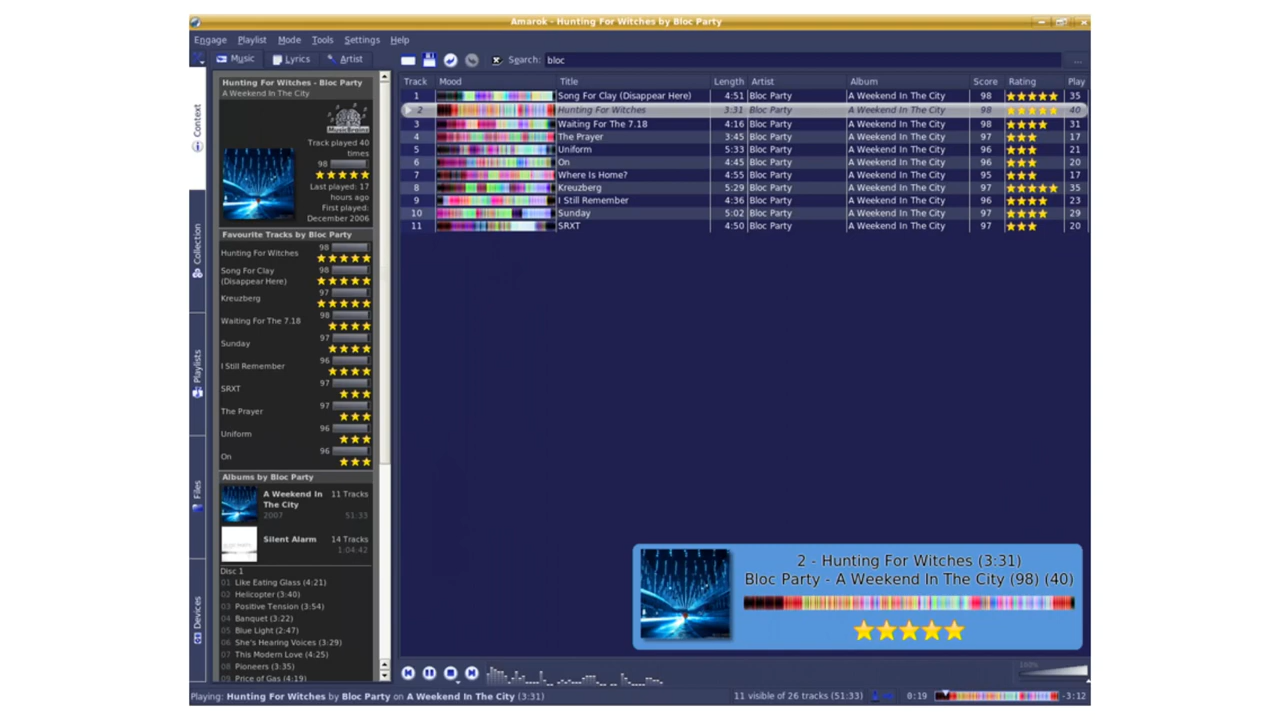 Amarok - Hunting For Witches by Bloc Party
Engage Playlist Mode Tools Settings Help
Music Lyrics Artist
Search: bloc ...
Context
Collection
Playlists
Files
Devices
Hunting For Witches - Bloc Party
A Weekend In The City
MusicBrainz
Track played 40
times
98
Last played: 17
hours ago
First played:
December 2006
Favourite Tracks by Bloc Party
Hunting For Witches 98
Song For Clay 98
(Disappear Here)
Kreuzberg 97
Waiting For The 7.18 98
Sunday 97
I Still Remember 96
SRXT 97
The Prayer 97
Uniform 96
On 96
Albums by Bloc Party
A Weekend In 11 Tracks
The City
2007 51:33
Silent Alarm 14 Tracks
1:04:42
Disc 1
01 Like Eating Glass (4:21)
02 Helicopter (3:40)
03 Positive Tension (3:54)
04 Banquet (3:22)
05 Blue Light (2:47)
06 She's Hearing Voices (3:29)
07 This Modern Love (4:25)
08 Pioneers (3:35)
09 Price of Gas (4:19)
Track Mood Title Length Artist Album Score Rating Play
1 Song For Clay (Disappear Here) 4:51 Bloc Party A Weekend In The City 98 35
2 Hunting For Witches 3:31 Bloc Party A Weekend In The City 98 40
3 Waiting For The 7.18 4:16 Bloc Party A Weekend In The City 98 31
4 The Prayer 3:45 Bloc Party A Weekend In The City 97 17
5 Uniform 5:33 Bloc Party A Weekend In The City 96 21
6 On 4:45 Bloc Party A Weekend In The City 96 20
7 Where Is Home? 4:55 Bloc Party A Weekend In The City 95 17
8 Kreuzberg 5:29 Bloc Party A Weekend In The City 97 35
9 I Still Remember 4:36 Bloc Party A Weekend In The City 96 23
10 Sunday 5:02 Bloc Party A Weekend In The City 97 29
11 SRXT 4:50 Bloc Party A Weekend In The City 97 20
2 - Hunting For Witches (3:31)
Bloc Party - A Weekend In The City (98) (40)
100%
Playing: Hunting For Witches by Bloc Party on A Weekend In The City (3:31) 11 visible of 26 tracks (51:33) 0:19 -3:12